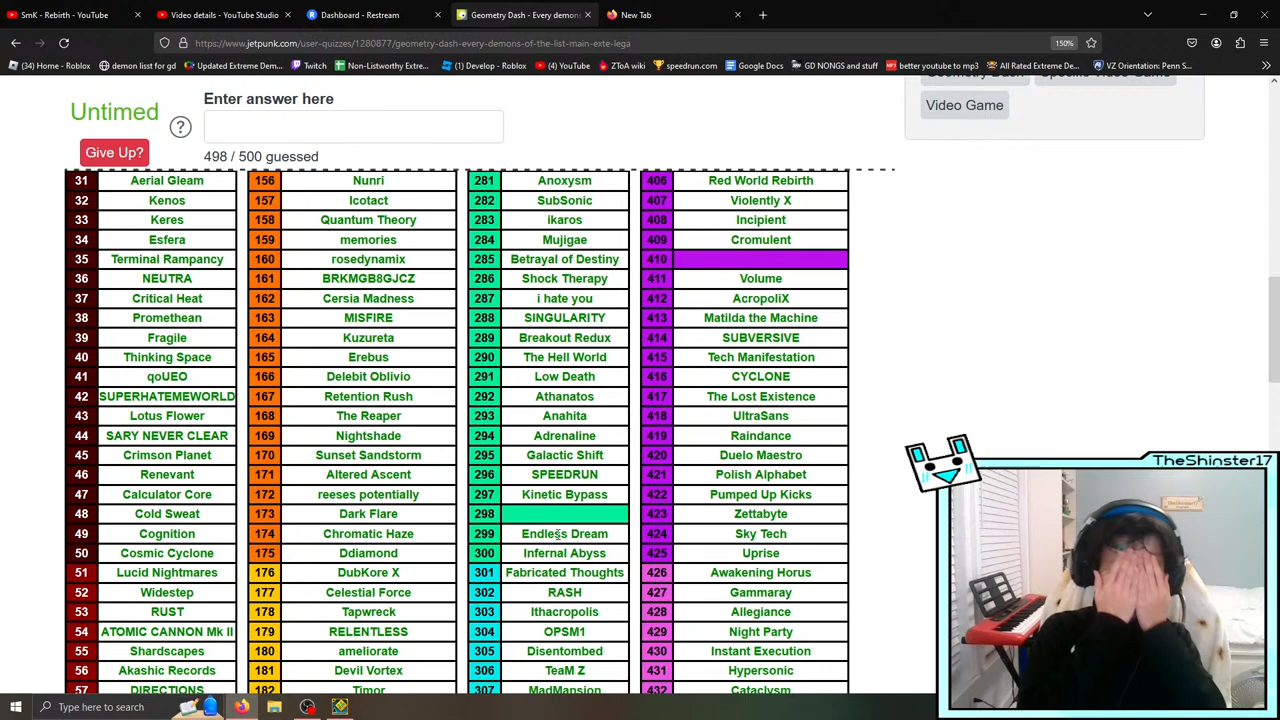 SmK - Rebirth - YouTube
Video details - YouTube Studio
Dashboard - Restream
Geometry Dash - Every demons
New Tab
https://www.jetpunk.com/user-quizzes/1280877/geometry-dash-every-demons-of-the-list-main-exte-lega
150%
(34) Home - Roblox
demon lisst for gd
Updated Extreme Dem...
Twitch
Non-Listworthy Extre...
(1) Develop - Roblox
(4) YouTube
ZToA wiki
speedrun.com
Google Docs
GD NONGS and stuff
better youtube to mp3
All Rated Extreme De...
VZ Orientation: Penn S...
Untimed
Enter answer here
Give Up?
498 / 500 guessed
Video Game
31 Aerial Gleam 156 Nunri 281 Anoxysm 406 Red World Rebirth
32 Kenos 157 Icotact 282 SubSonic 407 Violently X
33 Keres 158 Quantum Theory 283 ikaros 408 Incipient
34 Esfera 159 memories 284 Mujigae 409 Cromulent
35 Terminal Rampancy 160 rosedynamix 285 Betrayal of Destiny 410
36 NEUTRA 161 BRKMGB8GJCZ 286 Shock Therapy 411 Volume
37 Critical Heat 162 Cersia Madness 287 i hate you 412 AcropoliX
38 Promethean 163 MISFIRE 288 SINGULARITY 413 Matilda the Machine
39 Fragile 164 Kuzureta 289 Breakout Redux 414 SUBVERSIVE
40 Thinking Space 165 Erebus 290 The Hell World 415 Tech Manifestation
41 qoUEO 166 Delebit Oblivio 291 Low Death 416 CYCLONE
42 SUPERHATEMEWORLD 167 Retention Rush 292 Athanatos 417 The Lost Existence
43 Lotus Flower 168 The Reaper 293 Anahita 418 UltraSans
44 SARY NEVER CLEAR 169 Nightshade 294 Adrenaline 419 Raindance
45 Crimson Planet 170 Sunset Sandstorm 295 Galactic Shift 420 Duelo Maestro
46 Renevant 171 Altered Ascent 296 SPEEDRUN 421 Polish Alphabet
47 Calculator Core 172 reeses potentially 297 Kinetic Bypass 422 Pumped Up Kicks
48 Cold Sweat 173 Dark Flare 298 423 Zettabyte
49 Cognition 174 Chromatic Haze 299 Endless Dream 424 Sky Tech
50 Cosmic Cyclone 175 Ddiamond 300 Infernal Abyss 425 Uprise
51 Lucid Nightmares 176 DubKore X 301 Fabricated Thoughts 426 Awakening Horus
52 Widestep 177 Celestial Force 302 RASH 427 Gammaray
53 RUST 178 Tapwreck 303 Ithacropolis 428 Allegiance
54 ATOMIC CANNON Mk II 179 RELENTLESS 304 OPSM1 429 Night Party
55 Shardscapes 180 ameliorate 305 Disentombed 430 Instant Execution
56 Akashic Records 181 Devil Vortex 306 TeaM Z 431 Hypersonic
57 DIRECTIONS 182 Timor 307 MadMansion 432 Cataclysm
TheShinster17
Type here to search